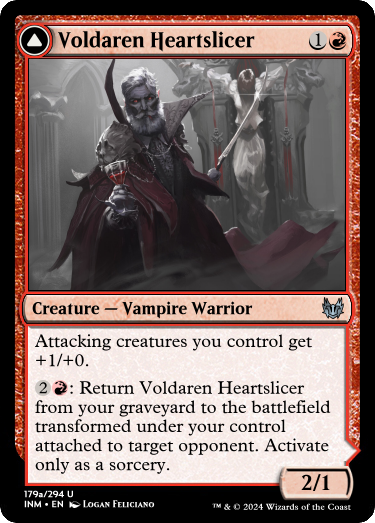 Voldaren Heartslicer 1
Creature — Vampire Warrior
Attacking creatures you control get
+1/+0.
2 : Return Voldaren Heartslicer
from your graveyard to the battlefield
transformed under your control
attached to target opponent. Activate
only as a sorcery.
2/1
179a/294 U
INM • EN Logan Feliciano
™ & © 2024 Wizards of the Coast